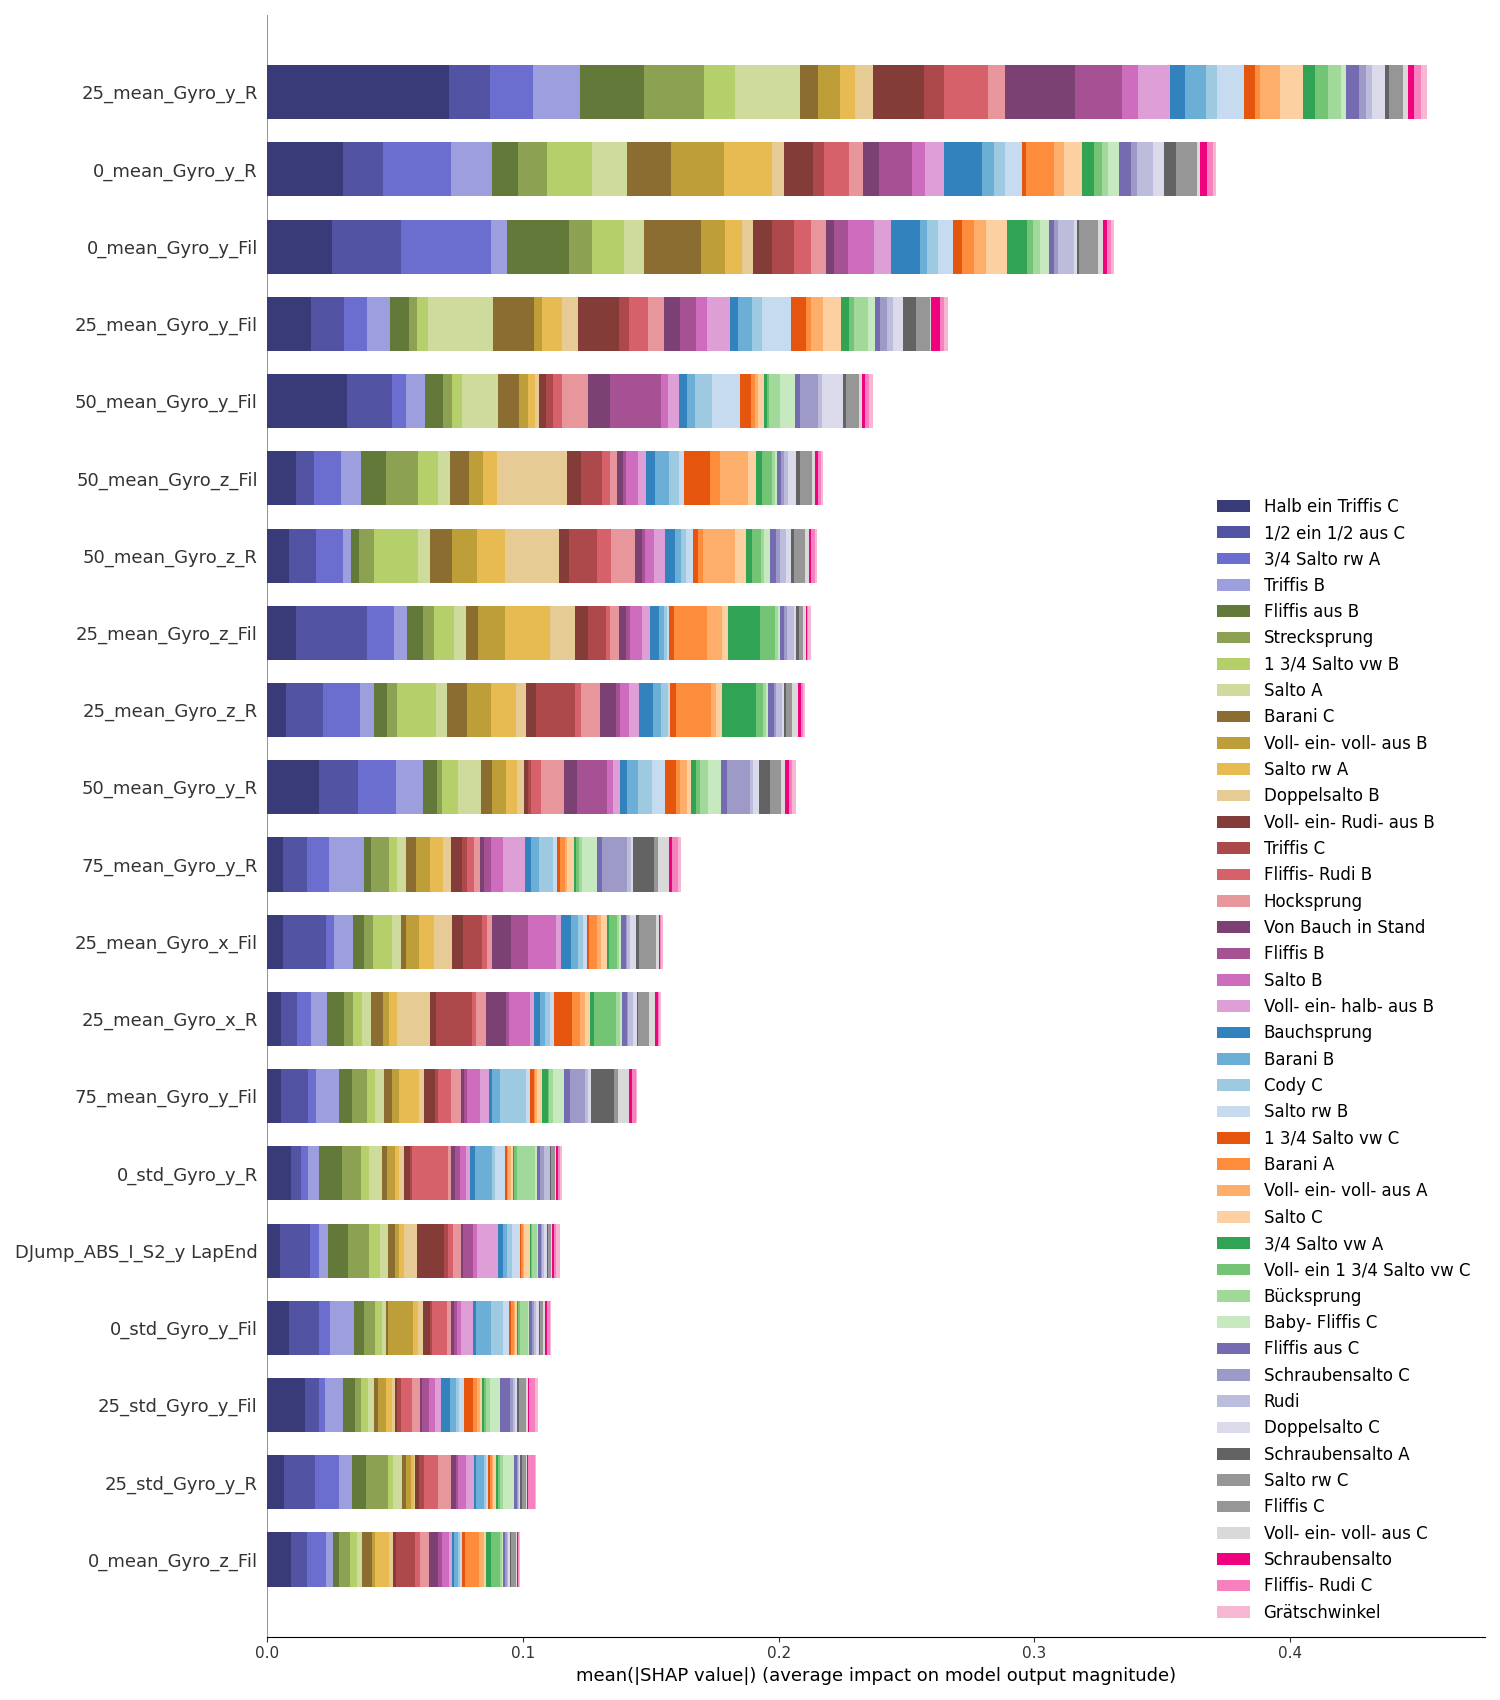 25_mean_Gyro_y_R
0_mean_Gyro_y_R
0_mean_Gyro_y_Fil
25_mean_Gyro_y_Fil
50_mean_Gyro_y_Fil
50_mean_Gyro_z_Fil
50_mean_Gyro_z_R
25_mean_Gyro_z_Fil
25_mean_Gyro_z_R
50_mean_Gyro_y_R
75_mean_Gyro_y_R
25_mean_Gyro_x_Fil
25_mean_Gyro_x_R
75_mean_Gyro_y_Fil
0_std_Gyro_y_R
DJump_ABS_I_S2_y LapEnd
0_std_Gyro_y_Fil
25_std_Gyro_y_Fil
25_std_Gyro_y_R
0_mean_Gyro_z_Fil
Halb ein Triffis C
1/2 ein 1/2 aus C
3/4 Salto rw A
Triffis B
Fliffis aus B
Strecksprung
1 3/4 Salto vw B
Salto A
Barani C
Voll- ein- voll- aus B
Salto rw A
Doppelsalto B
Voll- ein- Rudi- aus B
Triffis C
Fliffis- Rudi B
Hocksprung
Von Bauch in Stand
Fliffis B
Salto B
Voll- ein- halb- aus B
Bauchsprung
Barani B
Cody C
Salto rw B
1 3/4 Salto vw C
Barani A
Voll- ein- voll- aus A
Salto C
3/4 Salto vw A
Voll- ein 1 3/4 Salto vw C
Bücksprung
Baby- Fliffis C
Fliffis aus C
Schraubensalto C
Rudi
Doppelsalto C
Schraubensalto A
Salto rw C
Fliffis C
Voll- ein- voll- aus C
Schraubensalto
Fliffis- Rudi C
Grätschwinkel
0.0 0.1 0.2 0.3 0.4
mean(|SHAP value|) (average impact on model output magnitude)